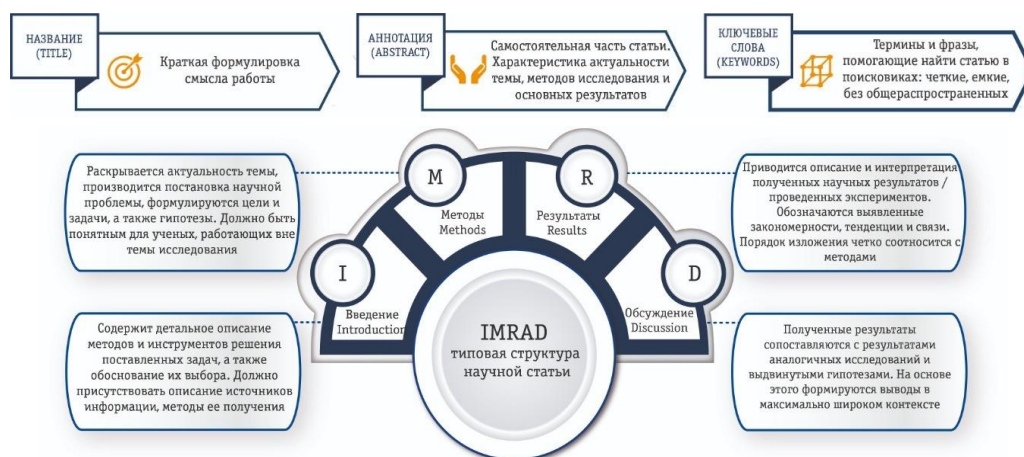 НАЗВАНИЕ
(TITLE)
Краткая формулировка
смысла работы
АННОТАЦИЯ
(ABSTRACT)
Самостоятельная часть статьи.
Характеристика актуальности
темы, методов исследования и
основных результатов
КЛЮЧЕВЫЕ
СЛОВА
(KEYWORDS)
Термины и фразы,
помогающие найти статью в
поисковиках: четкие, емкие,
без общераспространенных
Раскрывается актуальность темы,
производится постановка научной
проблемы, формулируются цели и
задачи, а также гипотезы. Должно быть
понятным для ученых, работающих вне
темы исследования
M
Методы
Methods
R
Результаты
Results
Приводится описание и интерпретация
полученных научных результатов /
проведенных экспериментов.
Обозначаются выявленные
закономерности, тенденции и связи.
Порядок изложения четко соотносится с
методами
I
Введение
Introduction
D
Обсуждение
Discussion
IMRAD
типовая структура
научной статьи
Содержит детальное описание
методов и инструментов решения
поставленных задач, а также
обоснование их выбора. Должно
присутствовать описание источников
информации, методы ее получения
Полученные результаты
сопоставляются с результатами
аналогичных исследований и
выдвинутыми гипотезами. На основе
этого формируются выводы в
максимально широком контексте